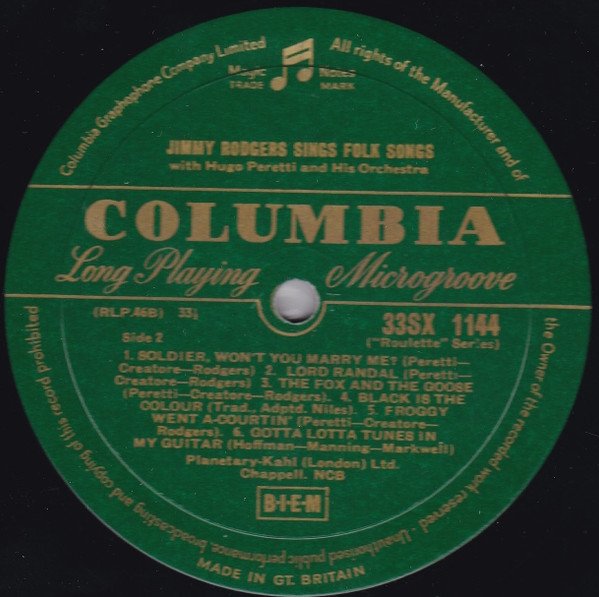 Columbia Graphophone Company Limited
All rights of the Manufacturer and of
Magic Notes
TRADE MARK
JIMMY RODGERS SINGS FOLK SONGS
with Hugo Peretti and His Orchestra
COLUMBIA
Long Playing Microgroove
(RLP.46B) 33⅓
33SX 1144
Side 2
("Roulette" Series)
1. SOLDIER, WON'T YOU MARRY ME? (Peretti—
Creatore—Rodgers) 2. LORD RANDAL (Peretti—
Creatore—Rodgers) 3. THE FOX AND THE GOOSE
(Peretti—Creatore—Rodgers). 4. BLACK IS THE
COLOUR (Trad., Adptd. Niles). 5. FROGGY
WENT A-COURTIN' (Peretti—Creatore—
Rodgers). 6. GOTTA LOTTA TUNES IN
MY GUITAR (Hoffman—Manning—Markwell)
Planetary-Kahl (London) Ltd.
Chappell. NCB
B·I·E·M
the Owner of the recorded work reserved · Unauthorised public performance, broadcasting and copying of this record prohibited
MADE IN GT. BRITAIN